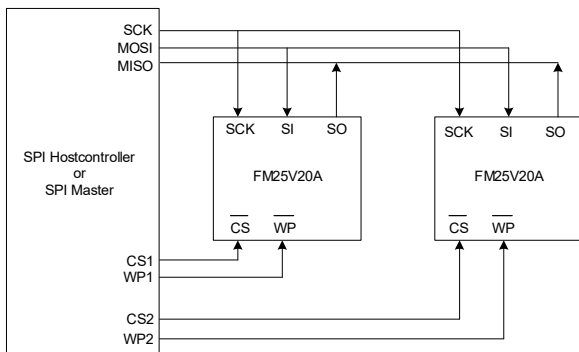 SCK
MOSI
MISO
SCK SI SO
SCK SI SO
SPI Hostcontroller
or
SPI Master
FM25V20A
FM25V20A
CS WP
CS WP
CS1
WP1
CS2
WP2